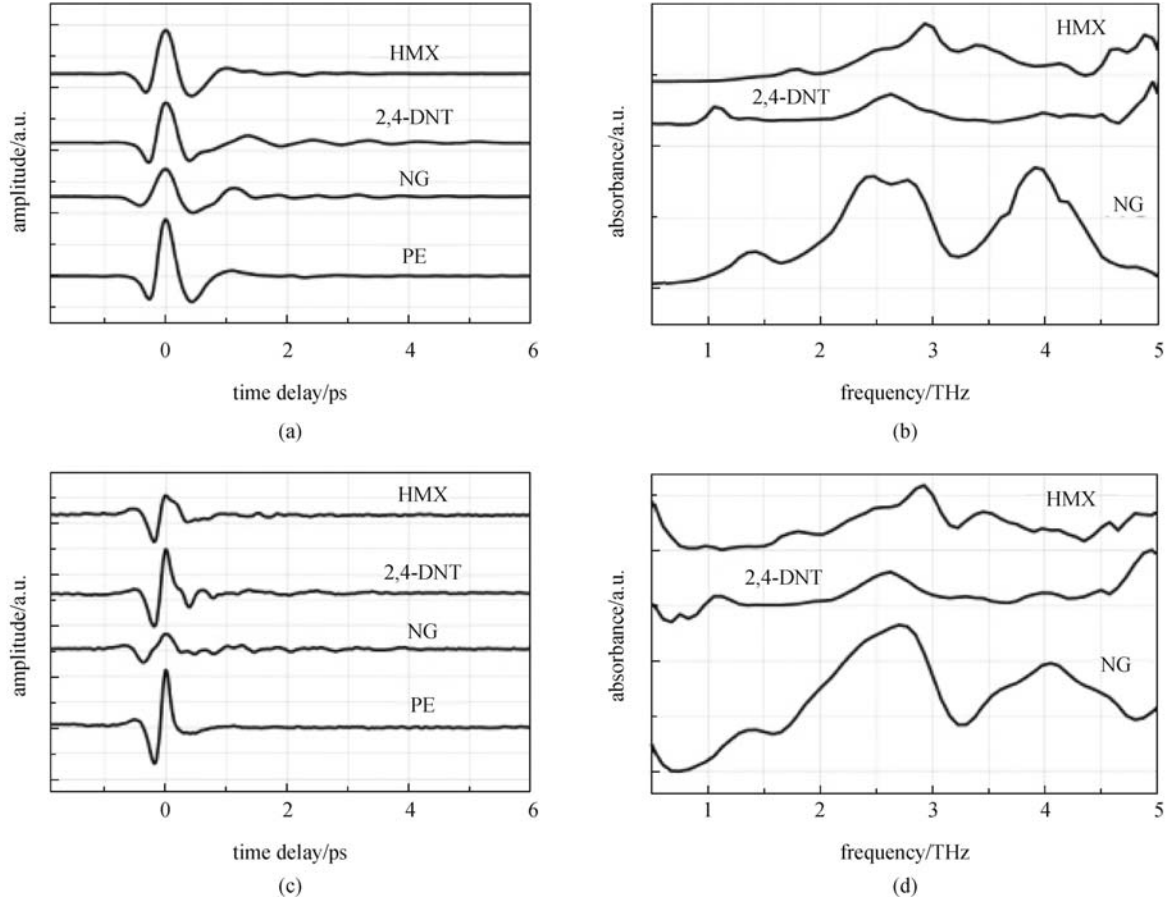 HMX
2,4-DNT
NG
PE
amplitude/a.u.
0 2 4 6
time delay/ps
(a)
HMX
2,4-DNT
NG
absorbance/a.u.
1 2 3 4 5
frequency/THz
(b)
HMX
2,4-DNT
NG
PE
amplitude/a.u.
0 2 4 6
time delay/ps
(c)
HMX
2,4-DNT
NG
absorbance/a.u.
1 2 3 4 5
frequency/THz
(d)